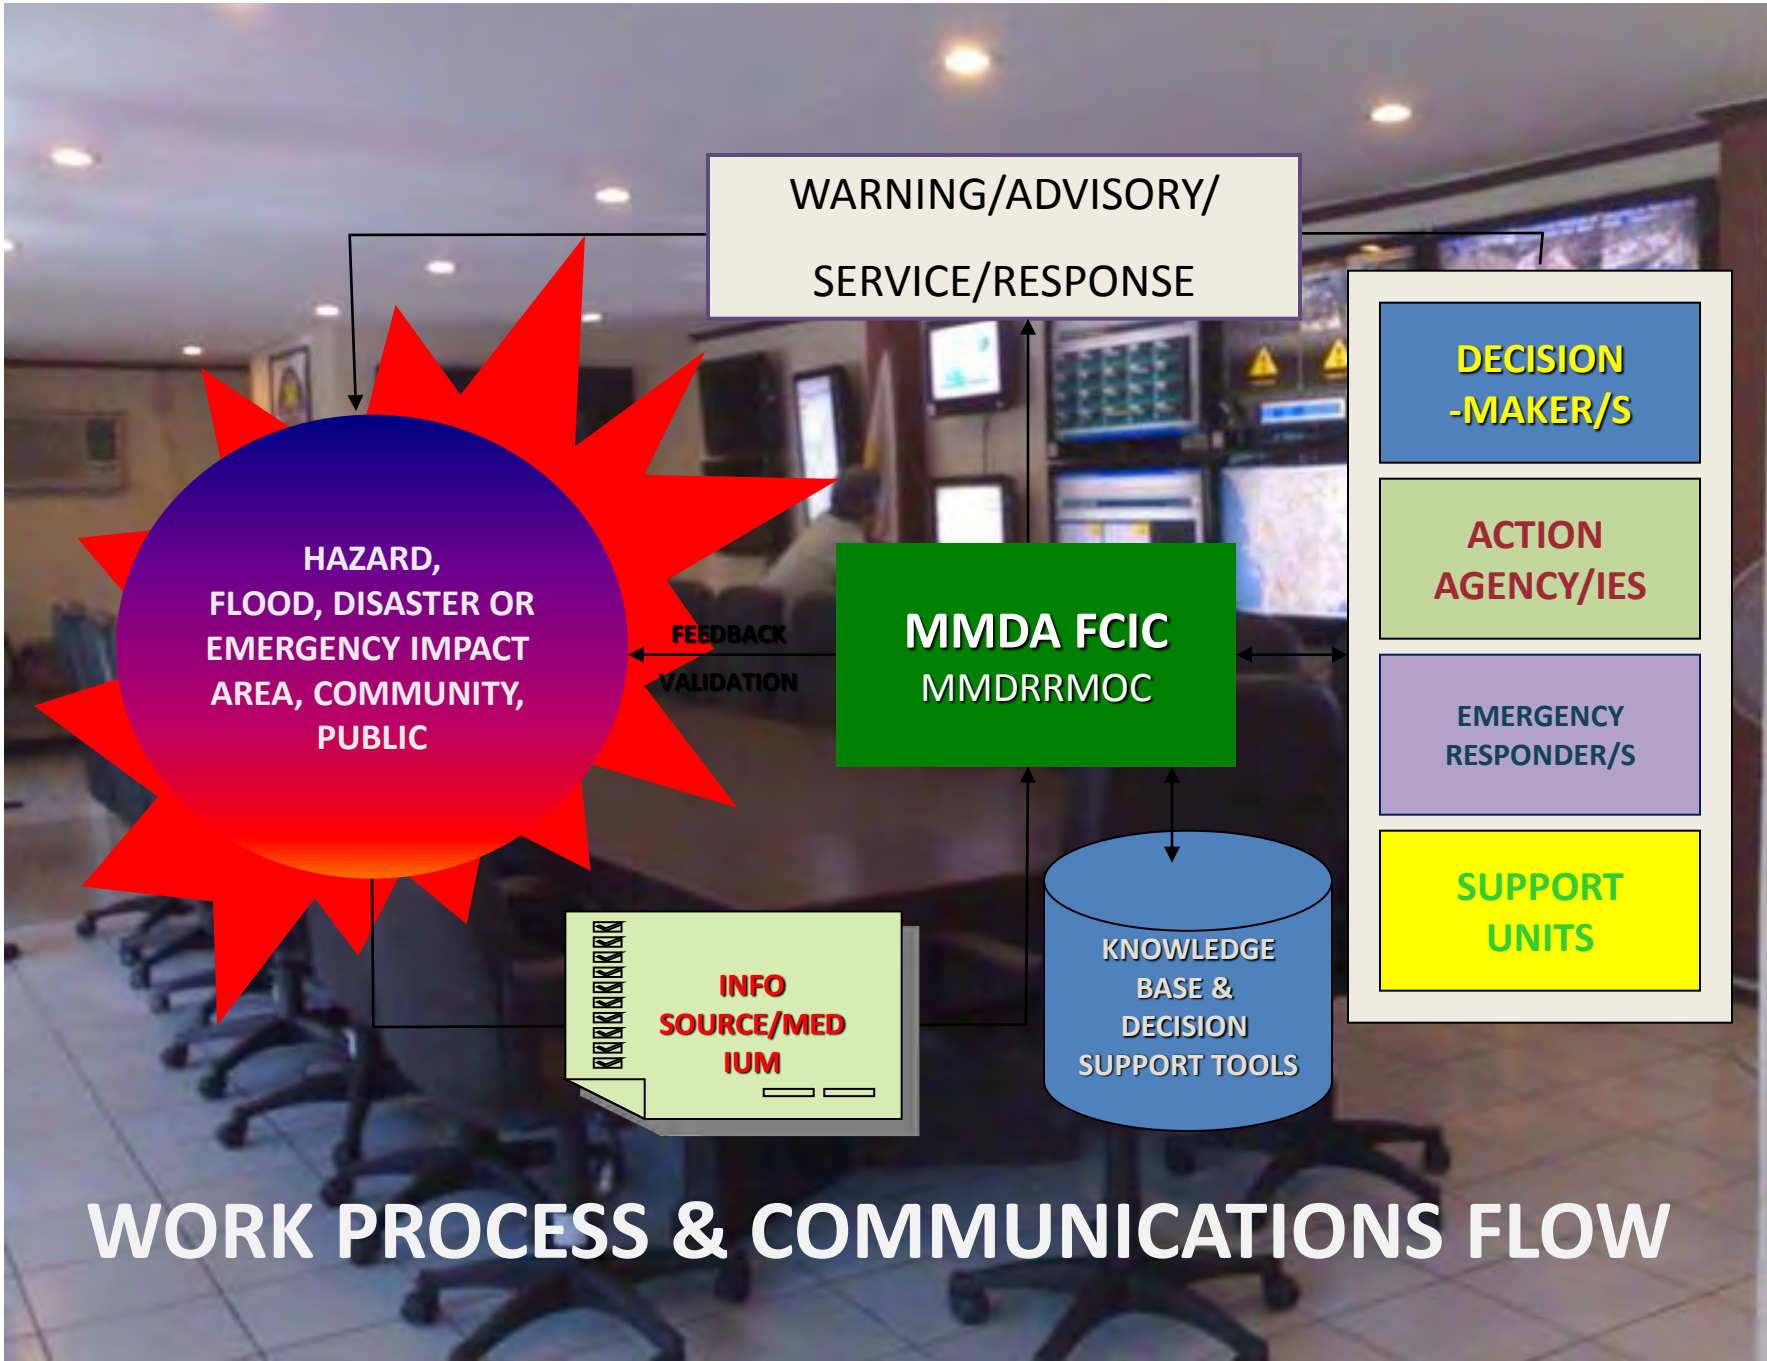 WARNING/ADVISORY/
SERVICE/RESPONSE
DECISION
-MAKER/S
ACTION
AGENCY/IES
EMERGENCY
RESPONDER/S
SUPPORT
UNITS
HAZARD,
FLOOD, DISASTER OR
EMERGENCY IMPACT
AREA, COMMUNITY,
PUBLIC
FEEDBACK
VALIDATION
MMDA FCIC
MMDRRMOC
INFO
SOURCE/MED
IUM
KNOWLEDGE
BASE &
DECISION
SUPPORT TOOLS
WORK PROCESS & COMMUNICATIONS FLOW